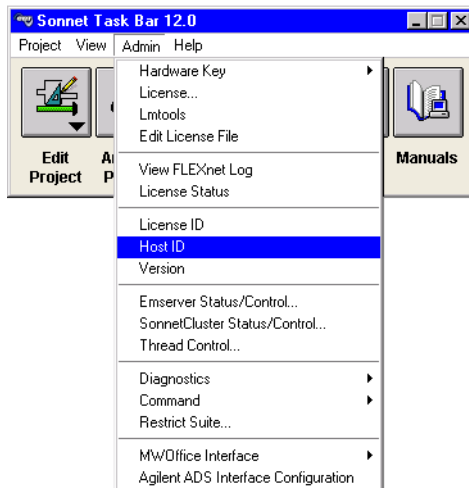 Sonnet Task Bar 12.0
Project View Admin Help
Hardware Key
License...
Lmtools
Edit License File
View FLEXnet Log
License Status
License ID
Host ID
Version
Emserver Status/Control...
SonnetCluster Status/Control...
Thread Control...
Diagnostics
Command
Restrict Suite...
MWOffice Interface
Agilent ADS Interface Configuration
Edit
Project
Manuals